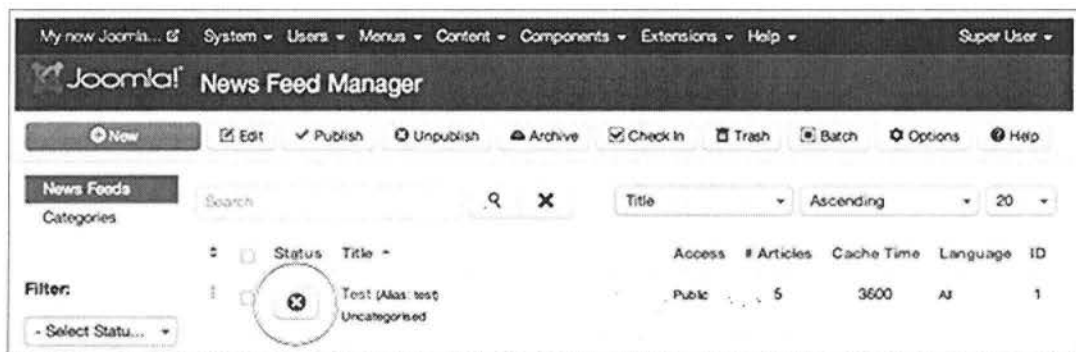 My new Joomla... System Users Menus Content Components Extensions Help Super User
Joomla! News Feed Manager
New Edit Publish Unpublish Archive Check In Trash Batch Options Help
News Feeds
Categories
Search Title Ascending 20
Status Title Access # Articles Cache Time Language ID
Filter:
Test (Alias: test) Public 5 3600 All 1
Uncategorised
- Select Statu...